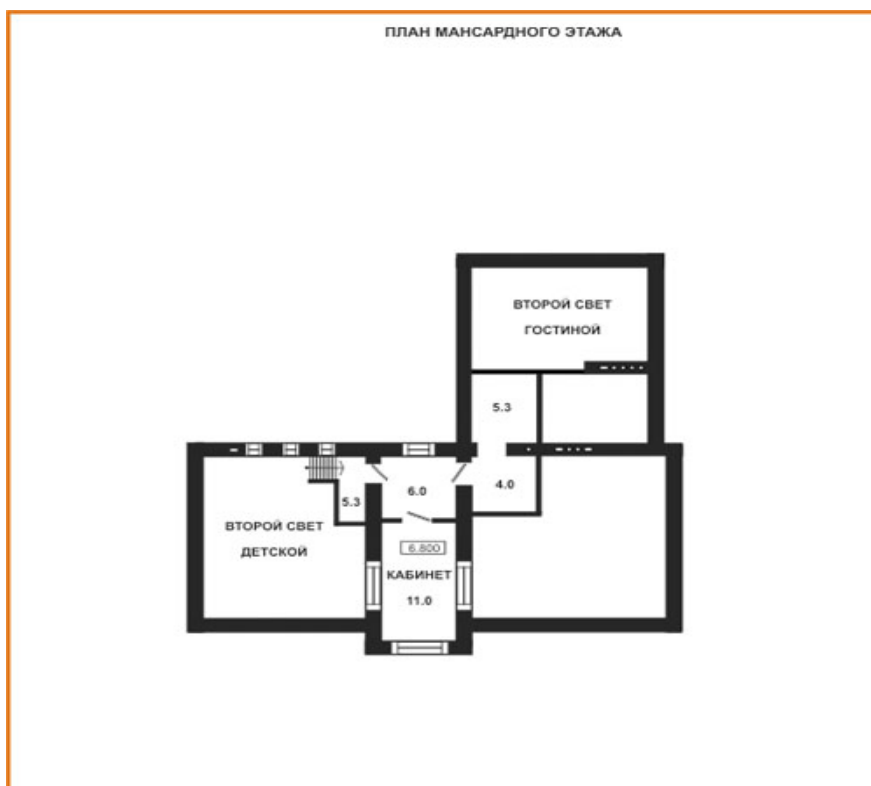 ПЛАН МАНСАРДНОГО ЭТАЖА
ВТОРОЙ СВЕТ
ГОСТИНОЙ
5.3
4.0
6.0
5.3
ВТОРОЙ СВЕТ
ДЕТСКОЙ
6.800
КАБИНЕТ
11.0